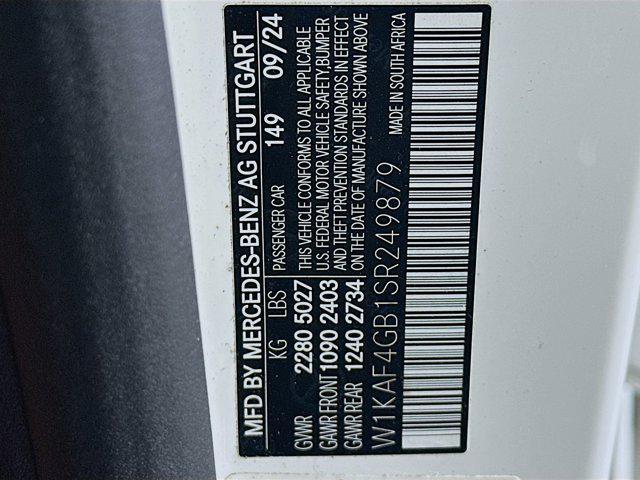 MFD BY MERCEDES-BENZ AG STUTTGART
KG LBS PASSENGER CAR 149 09/24
GVWR 2280 5027 THIS VEHICLE CONFORMS TO ALL APPLICABLE
GAWR FRONT 1090 2403 U.S. FEDERAL MOTOR VEHICLE SAFETY,BUMPER
GAWR REAR 1240 2734 AND THEFT PREVENTION STANDARDS IN EFFECT
ON THE DATE OF MANUFACTURE SHOWN ABOVE
W1KAF4GB1SR249879 MADE IN SOUTH AFRICA